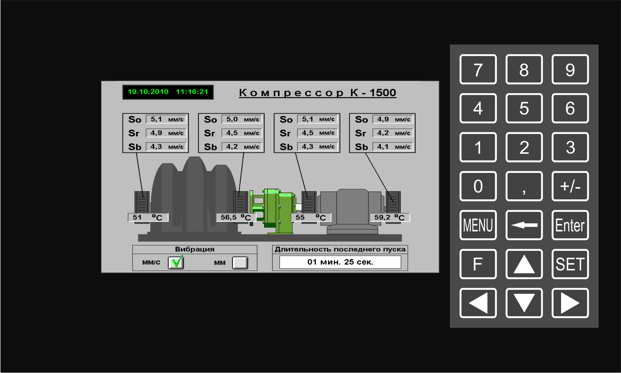 19.10.2010 11:16:21
Компрессор К - 1500
So 5,1 мм/с
Sr 4,9 мм/с
Sb 4,3 мм/с
So 5,0 мм/с
Sr 4,5 мм/с
Sb 4,2 мм/с
So 5,1 мм/с
Sr 4,5 мм/с
Sb 4,3 мм/с
So 4,9 мм/с
Sr 4,2 мм/с
Sb 4,1 мм/с
51 °C
56,5 °C
55 °C
59,2 °C
Вибрация
мм/с
мм
Длительность последнего пуска
01 мин. 25 сек.
7 8 9
4 5 6
1 2 3
0 , +/-
MENU Enter
F SET